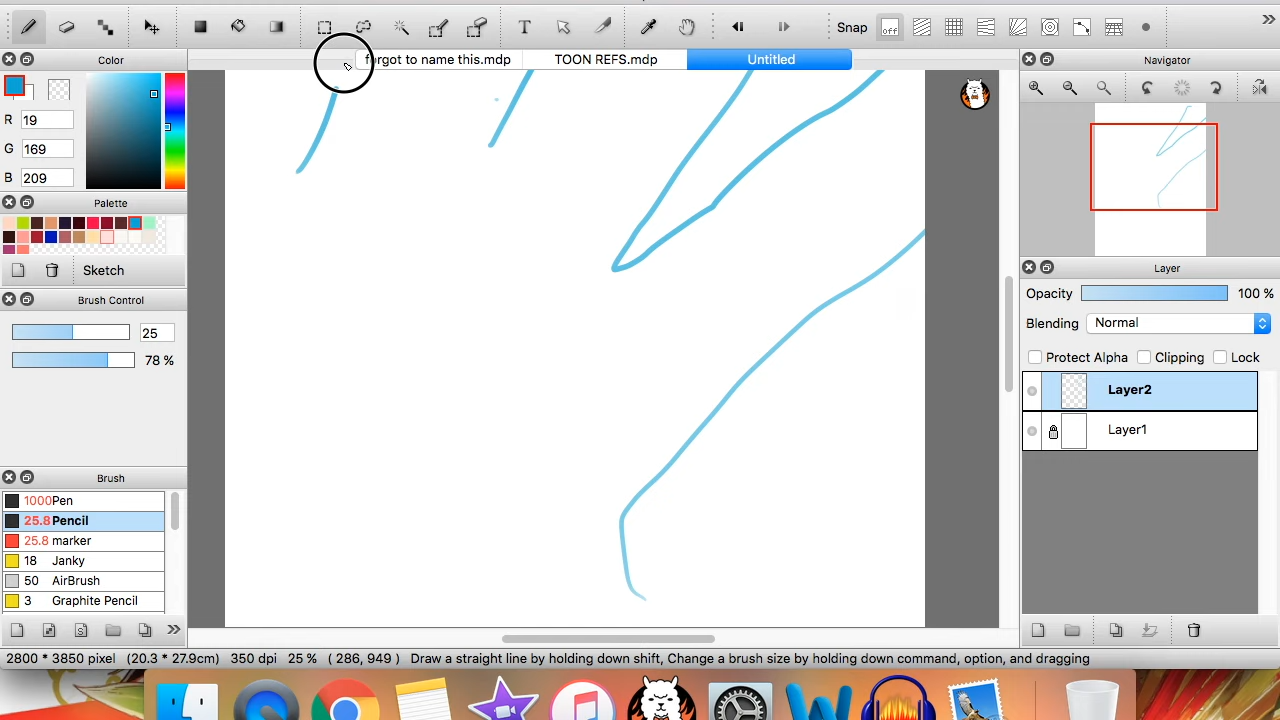 Snap
off
Color
forgot to name this.mdp
TOON REFS.mdp
Untitled
Navigator
R 19
G 169
B 209
Palette
Sketch
Brush Control
25
78 %
Brush
1000 Pen
25.8 Pencil
25.8 marker
18 Janky
50 AirBrush
3 Graphite Pencil
Layer
Opacity 100 %
Blending Normal
Protect Alpha Clipping Lock
Layer2
Layer1
2800 * 3850 pixel (20.3 * 27.9cm) 350 dpi 25 % ( 286, 949 ) Draw a straight line by holding down shift, Change a brush size by holding down command, option, and dragging